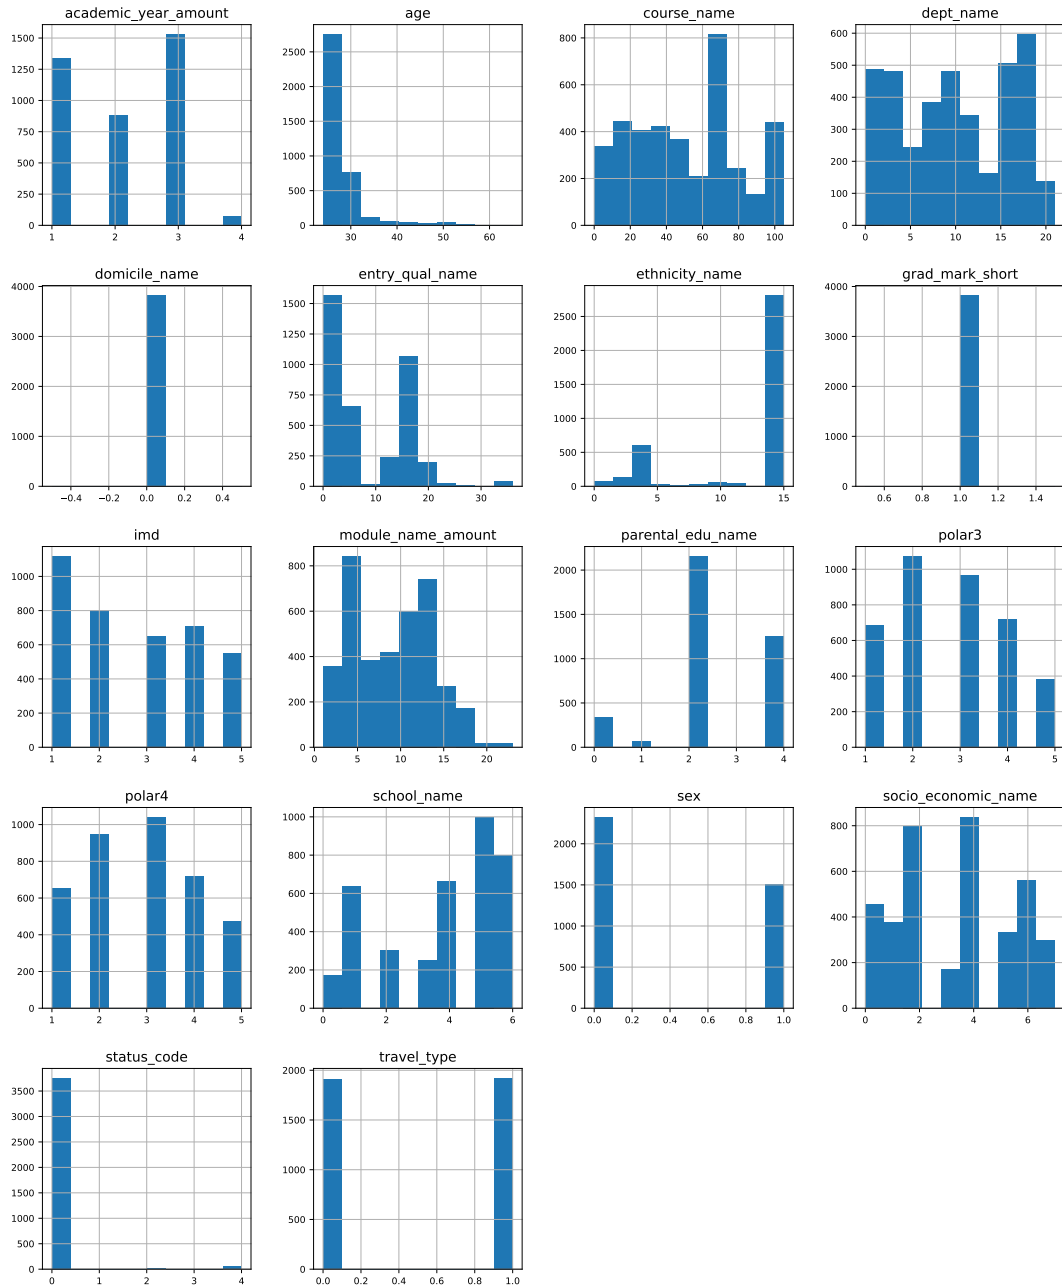 academic_year_amount
age
course_name
dept_name
1500
1250
1000
750
500
250
0
1 2 3 4
2500
2000
1500
1000
500
0
30 40 50 60
800
600
400
200
0
0 20 40 60 80 100
600
500
400
300
200
100
0
0 5 10 15 20
domicile_name
entry_qual_name
ethnicity_name
grad_mark_short
4000
3000
2000
1000
0
−0.4 −0.2 0.0 0.2 0.4
1500
1250
1000
750
500
250
0
0 10 20 30
2500
2000
1500
1000
500
0
0 5 10 15
4000
3000
2000
1000
0
0.6 0.8 1.0 1.2 1.4
imd
module_name_amount
parental_edu_name
polar3
1000
800
600
400
200
0
1 2 3 4 5
800
600
400
200
0
0 5 10 15 20
2000
1500
1000
500
0
0 1 2 3 4
1000
800
600
400
200
0
1 2 3 4 5
polar4
school_name
sex
socio_economic_name
1000
800
600
400
200
0
1 2 3 4 5
1000
800
600
400
200
0
0 2 4 6
2000
1500
1000
500
0
0.0 0.2 0.4 0.6 0.8 1.0
800
600
400
200
0
0 2 4 6
status_code
travel_type
3500
3000
2500
2000
1500
1000
500
0
0 1 2 3 4
2000
1500
1000
500
0
0.0 0.2 0.4 0.6 0.8 1.0